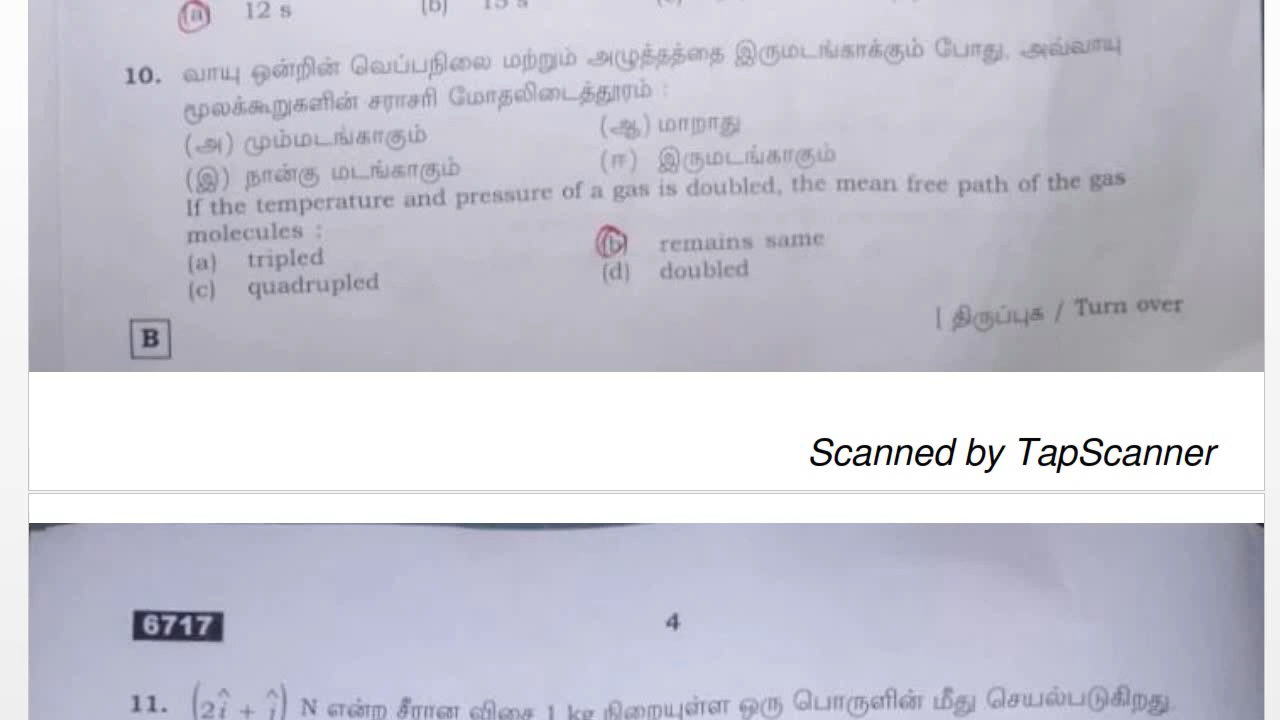 (a) 12 s (b) 15 s
10. வாயு ஒன்றின் வெப்பநிலை மற்றும் அழுத்தத்தை இருமடங்காக்கும் போது, அவ்வாயு
மூலக்கூறுகளின் சராசரி மோதலிடைத்தூரம் :
(அ) மும்மடங்காகும் (ஆ) மாறாது
(இ) நான்கு மடங்காகும் (ஈ) இருமடங்காகும்
If the temperature and pressure of a gas is doubled, the mean free path of the gas
molecules :
(a) tripled (b) remains same
(c) quadrupled (d) doubled
[ திருப்புக / Turn over
B
Scanned by TapScanner
6717 4
11. (2î + ĵ) N என்ற சீரான விசை 1 kg நிறையுள்ள ஒரு பொருளின் மீது செயல்படுகிறது.